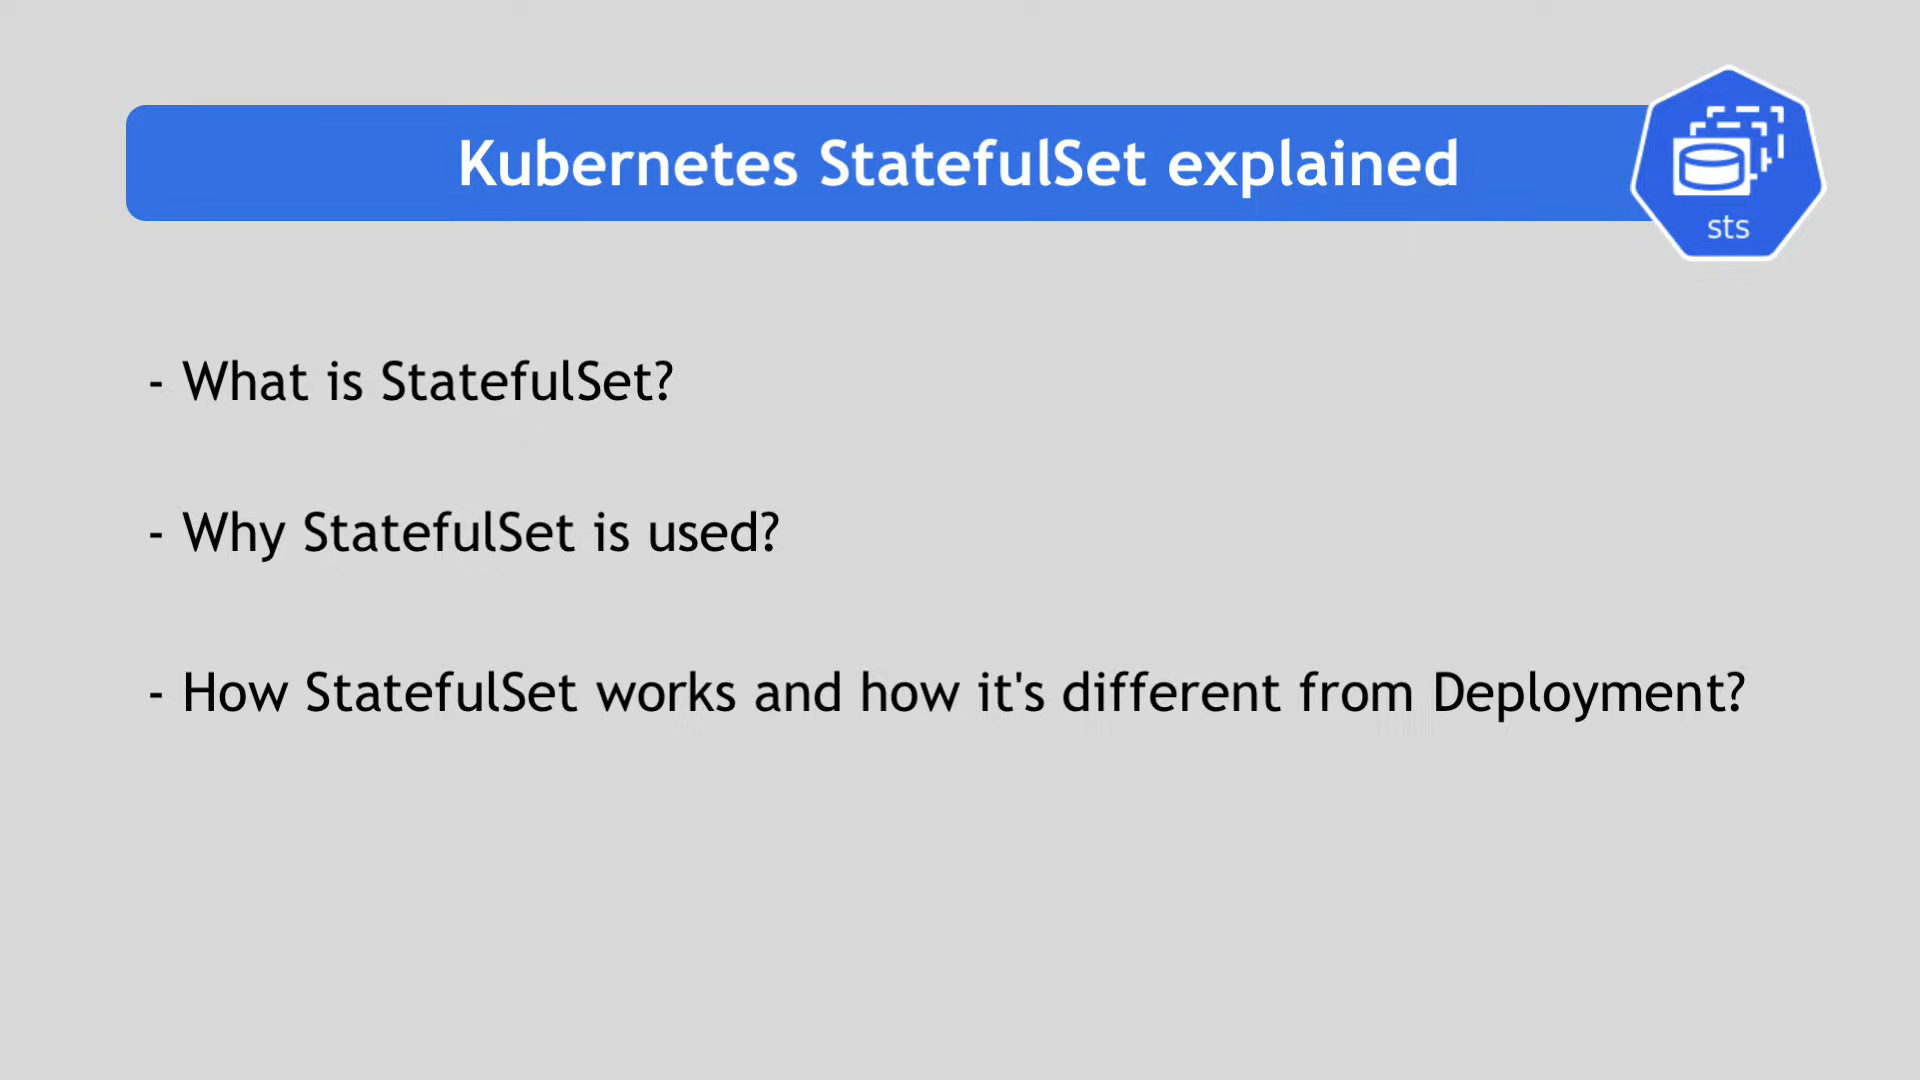 Kubernetes StatefulSet explained
sts
- What is StatefulSet?
- Why StatefulSet is used?
- How StatefulSet works and how it's different from Deployment?